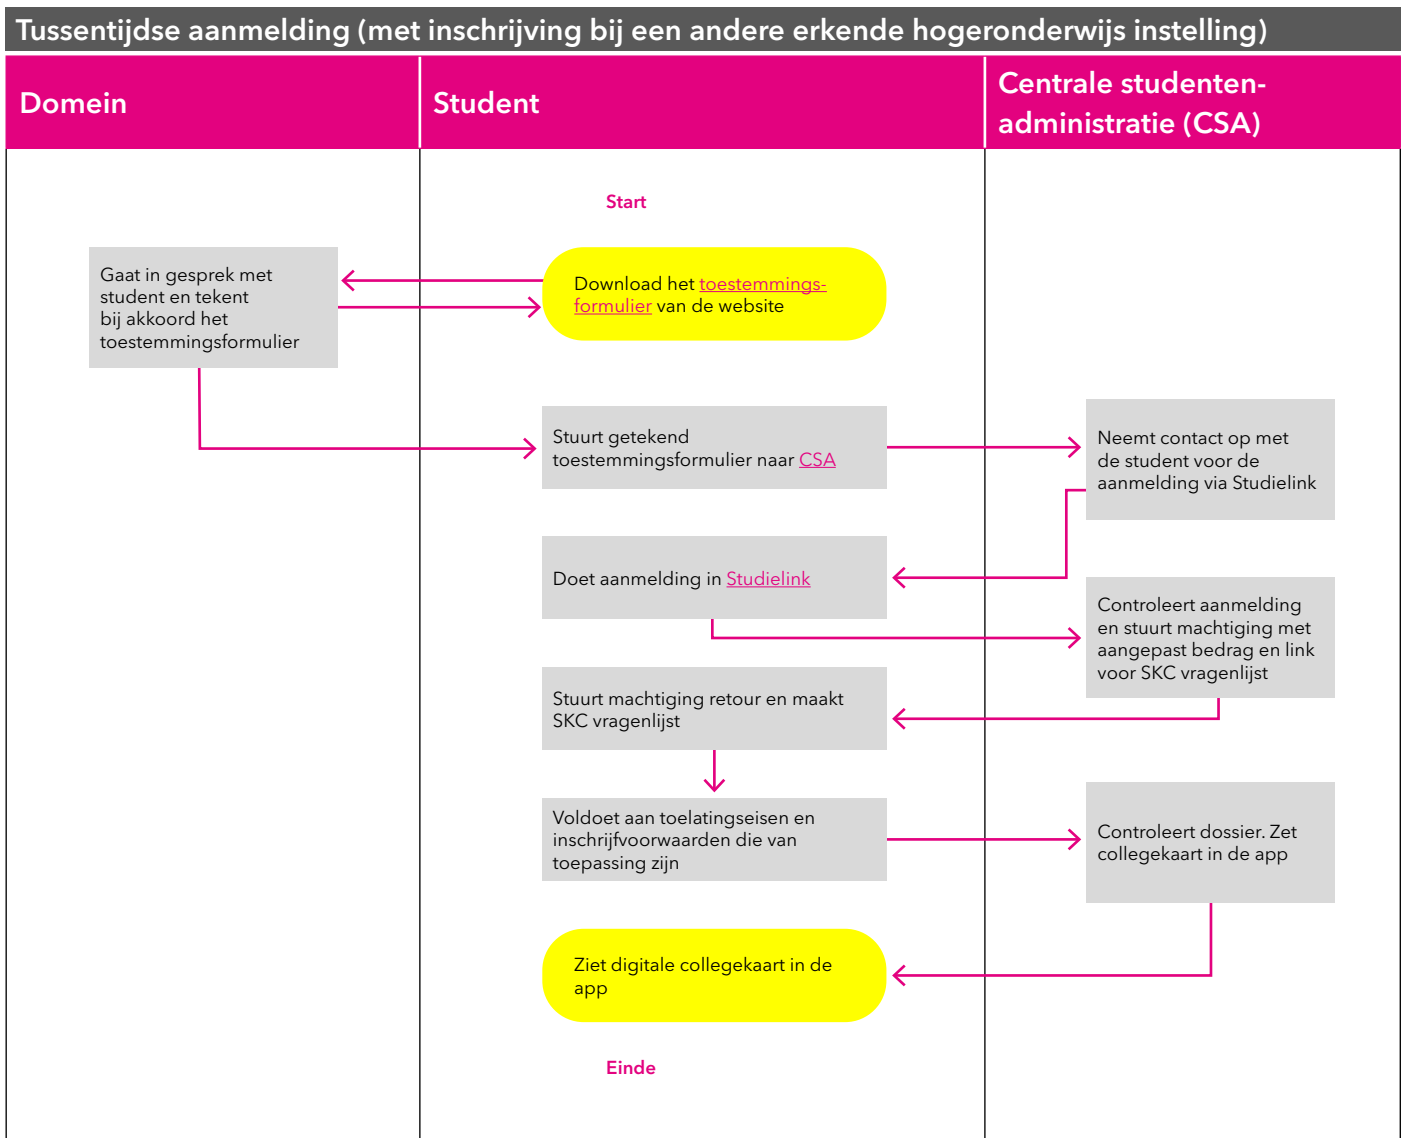 Tussentijdse aanmelding (met inschrijving bij een andere erkende hogeronderwijs instelling)
Domein
Student
Centrale studenten-
administratie (CSA)
Start
Gaat in gesprek met
student en tekent
bij akkoord het
toestemmingsformulier
Download het toestemmings-
formulier van de website
Stuurt getekend
toestemmingsformulier naar CSA
Neemt contact op met
de student voor de
aanmelding via Studielink
Doet aanmelding in Studielink
Controleert aanmelding
en stuurt machtiging met
aangepast bedrag en link
voor SKC vragenlijst
Stuurt machtiging retour en maakt
SKC vragenlijst
Voldoet aan toelatingseisen en
inschrijfvoorwaarden die van
toepassing zijn
Controleert dossier. Zet
collegekaart in de app
Ziet digitale collegekaart in de
app
Einde